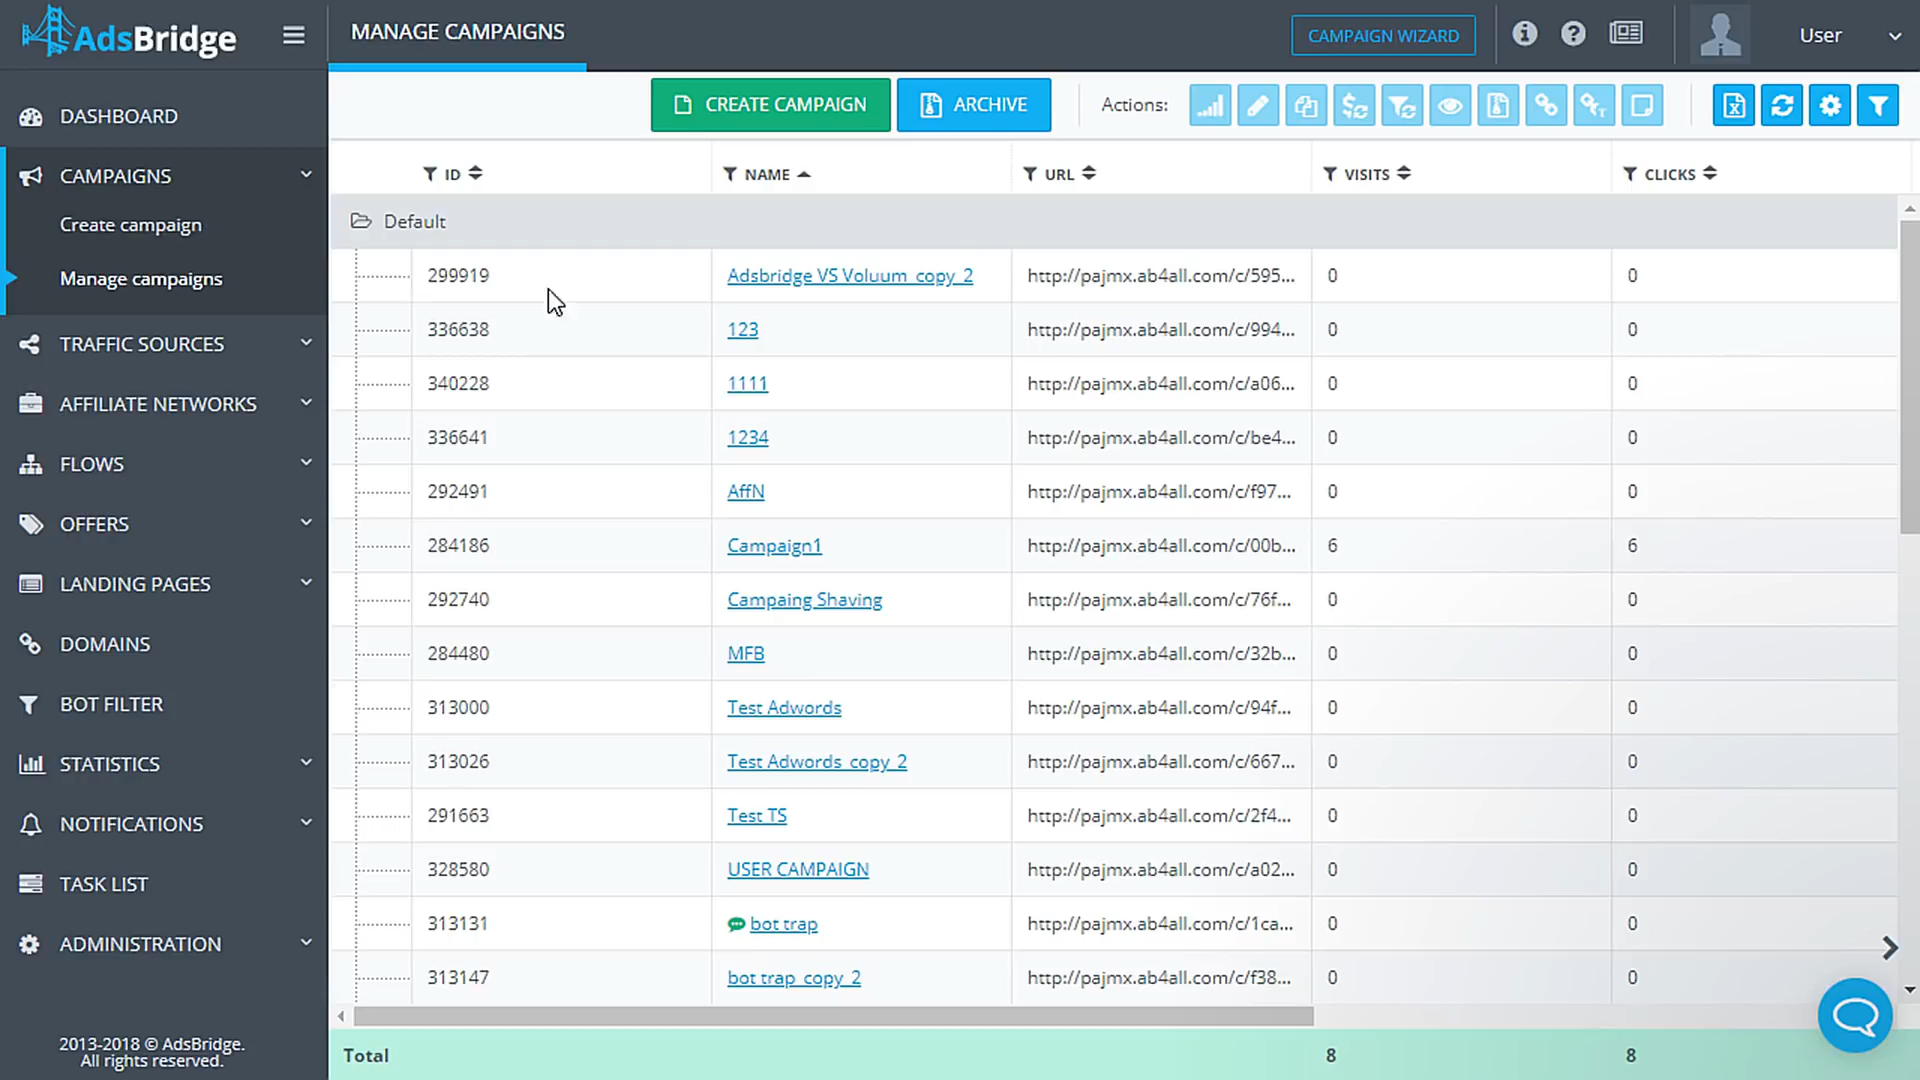 AdsBridge
MANAGE CAMPAIGNS
CAMPAIGN WIZARD
User
CREATE CAMPAIGN
ARCHIVE
Actions:
DASHBOARD
CAMPAIGNS
Create campaign
Manage campaigns
TRAFFIC SOURCES
AFFILIATE NETWORKS
FLOWS
OFFERS
LANDING PAGES
DOMAINS
BOT FILTER
STATISTICS
NOTIFICATIONS
TASK LIST
ADMINISTRATION
2013-2018 © AdsBridge.
All rights reserved.
ID NAME URL VISITS CLICKS
Default
299919 Adsbridge VS Voluum_copy_2 http://pajmx.ab4all.com/c/595... 0 0
336638 123 http://pajmx.ab4all.com/c/994... 0 0
340228 1111 http://pajmx.ab4all.com/c/a06... 0 0
336641 1234 http://pajmx.ab4all.com/c/be4... 0 0
292491 AffN http://pajmx.ab4all.com/c/f97... 0 0
284186 Campaign1 http://pajmx.ab4all.com/c/00b... 6 6
292740 Campaing Shaving http://pajmx.ab4all.com/c/76f... 0 0
284480 MFB http://pajmx.ab4all.com/c/32b... 0 0
313000 Test Adwords http://pajmx.ab4all.com/c/94f... 0 0
313026 Test Adwords_copy_2 http://pajmx.ab4all.com/c/667... 0 0
291663 Test TS http://pajmx.ab4all.com/c/2f4... 0 0
328580 USER CAMPAIGN http://pajmx.ab4all.com/c/a02... 0 0
313131 bot trap http://pajmx.ab4all.com/c/1ca... 0 0
313147 bot trap_copy_2 http://pajmx.ab4all.com/c/f38... 0 0
Total 8 8